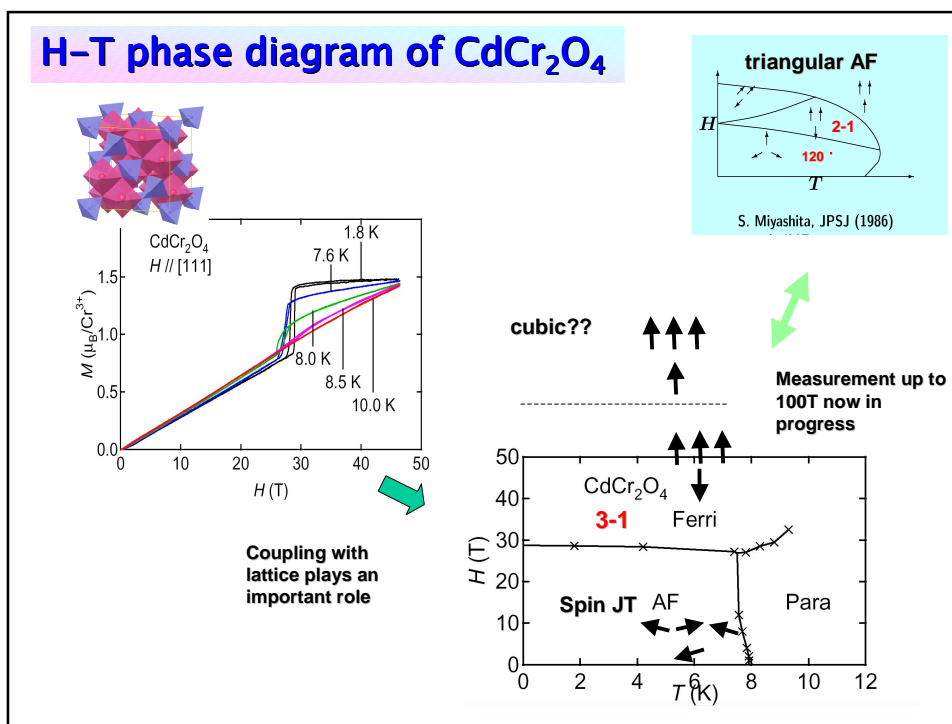 H–T phase diagram of CdCr₂O₄
triangular AF
H
2-1
120
T
S. Miyashita, JPSJ (1986)
CdCr₂O₄
H // [111]
1.8 K
7.6 K
8.0 K
8.5 K
10.0 K
M (μB/Cr³⁺)
1.5
1.0
0.5
0.0
0 10 20 30 40 50
H (T)
cubic??
Measurement up to
100T now in
progress
Coupling with
lattice plays an
important role
CdCr₂O₄
3-1 Ferri
Spin JT AF Para
H (T)
50
40
30
20
10
0
0 2 4 6 8 10 12
T (K)